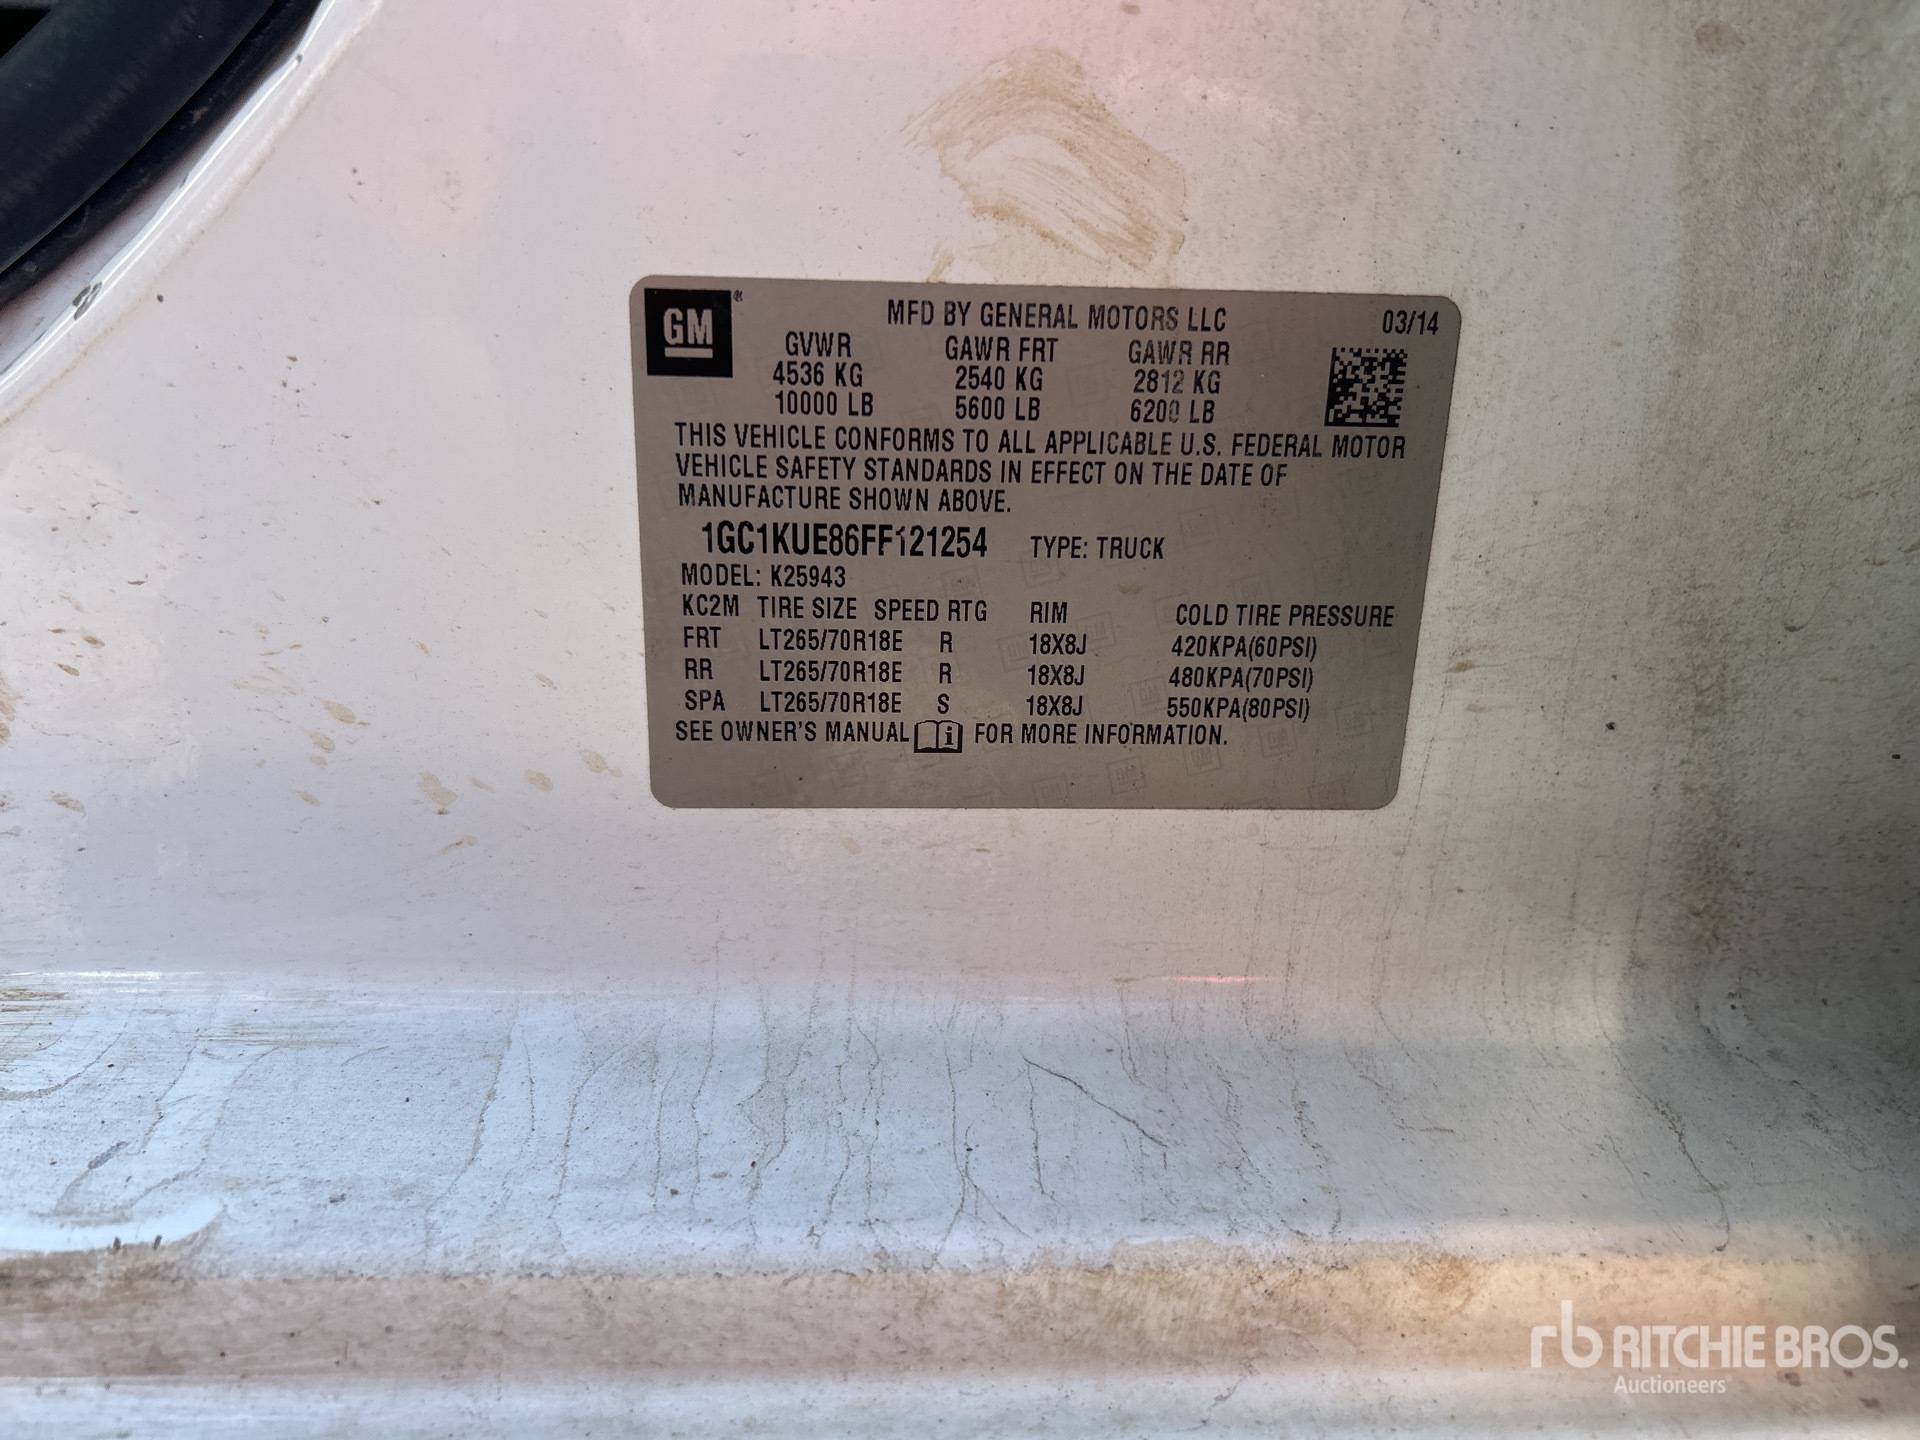 GM®
MFD BY GENERAL MOTORS LLC 03/14
GVWR GAWR FRT GAWR RR
4536 KG 2540 KG 2812 KG
10000 LB 5600 LB 6200 LB
THIS VEHICLE CONFORMS TO ALL APPLICABLE U.S. FEDERAL MOTOR
VEHICLE SAFETY STANDARDS IN EFFECT ON THE DATE OF
MANUFACTURE SHOWN ABOVE.
1GC1KUE86FF121254 TYPE: TRUCK
MODEL: K25943
KC2M TIRE SIZE SPEED RTG RIM COLD TIRE PRESSURE
FRT LT265/70R18E R 18X8J 420KPA(60PSI)
RR LT265/70R18E R 18X8J 480KPA(70PSI)
SPA LT265/70R18E S 18X8J 550KPA(80PSI)
SEE OWNER'S MANUAL i FOR MORE INFORMATION.
rb RITCHIE BROS.
Auctioneers